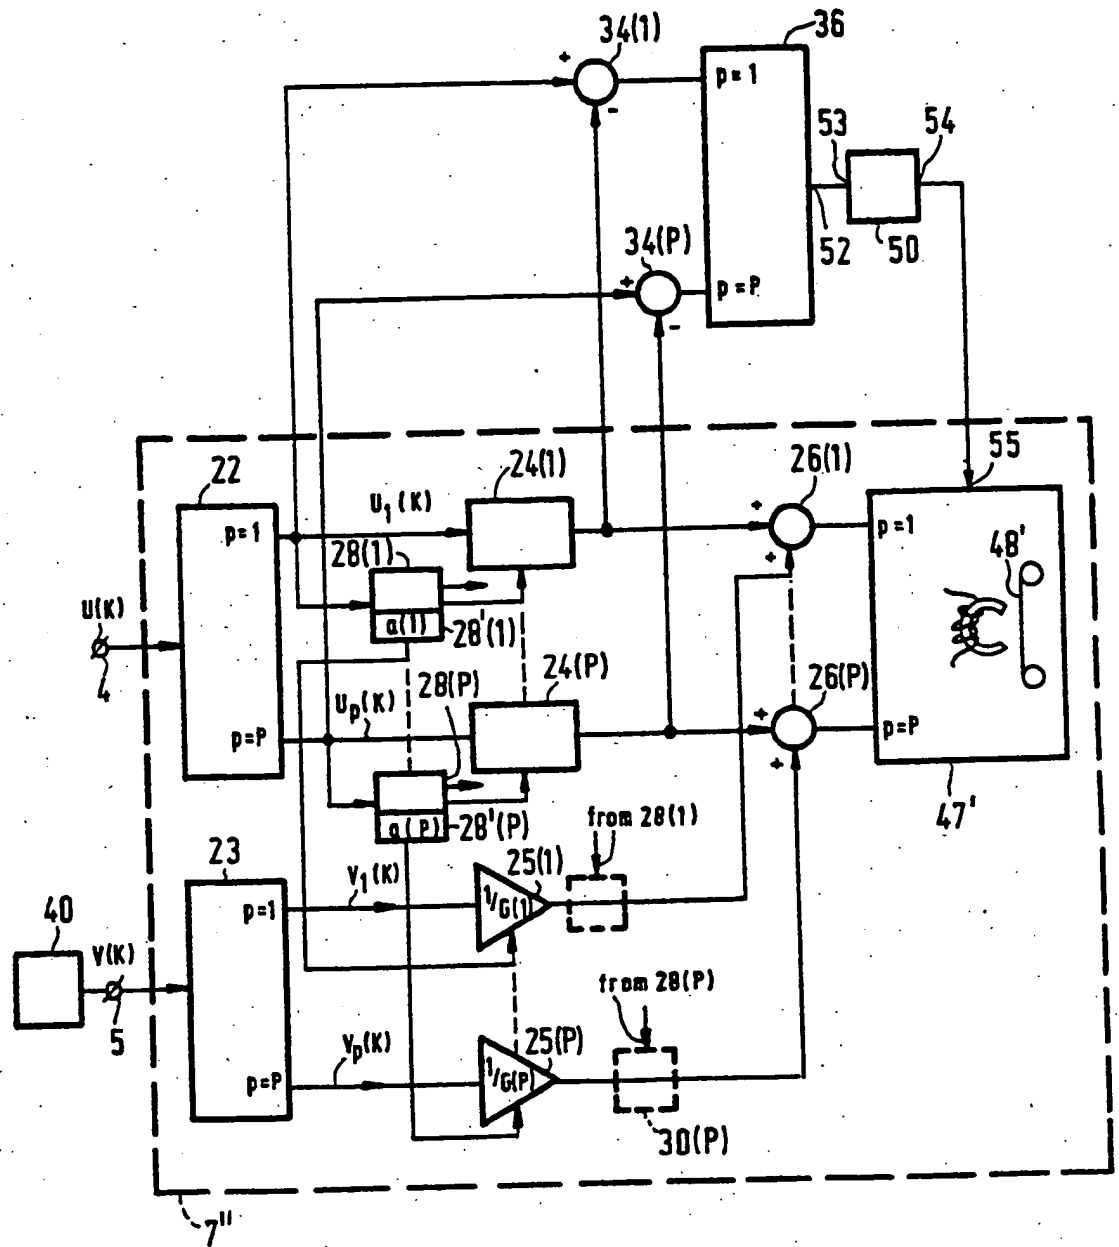 34(1)
36
+
p=1
-
53
54
34(P)
52
50
+
p=P
-
22
24(1)
26(1)
55
U1(K)
+
p=1
p=1
28(1)
+
48'
U(K)
a(1)
28'(1)
4
28(P)
24(P)
26(P)
Up(K)
+
p=P
p=P
+
a(P)
28'(P)
from 28(1)
47'
23
V1(K)
25(1)
40
p=1
1/G(1)
V(K)
from 28(P)
5
Vp(K)
25(P)
p=P
1/G(P)
30(P)
7"